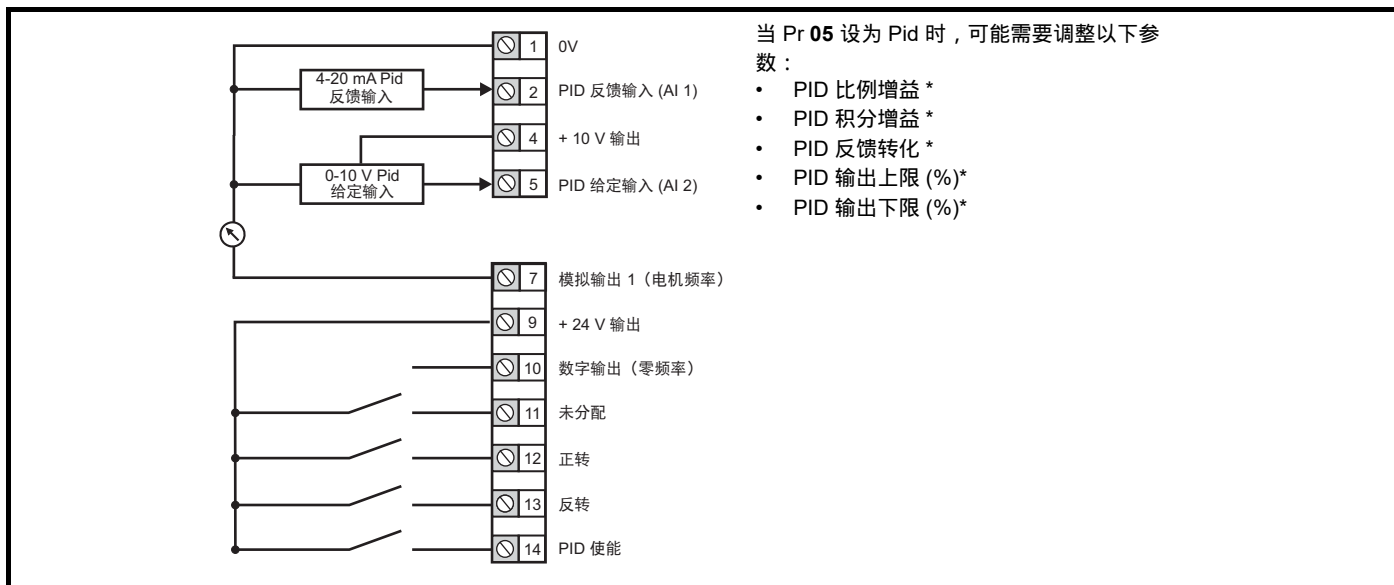 1 0V
4-20 mA Pid
反馈输入
2 PID 反馈输入 (AI 1)
4 + 10 V 输出
0-10 V Pid
给定输入
5 PID 给定输入 (AI 2)
7 模拟输出 1（电机频率）
9 + 24 V 输出
10 数字输出（零频率）
11 未分配
12 正转
13 反转
14 PID 使能
当 Pr 05 设为 Pid 时，可能需要调整以下参
数：
• PID 比例增益 *
• PID 积分增益 *
• PID 反馈转化 *
• PID 输出上限 (%)*
• PID 输出下限 (%)*